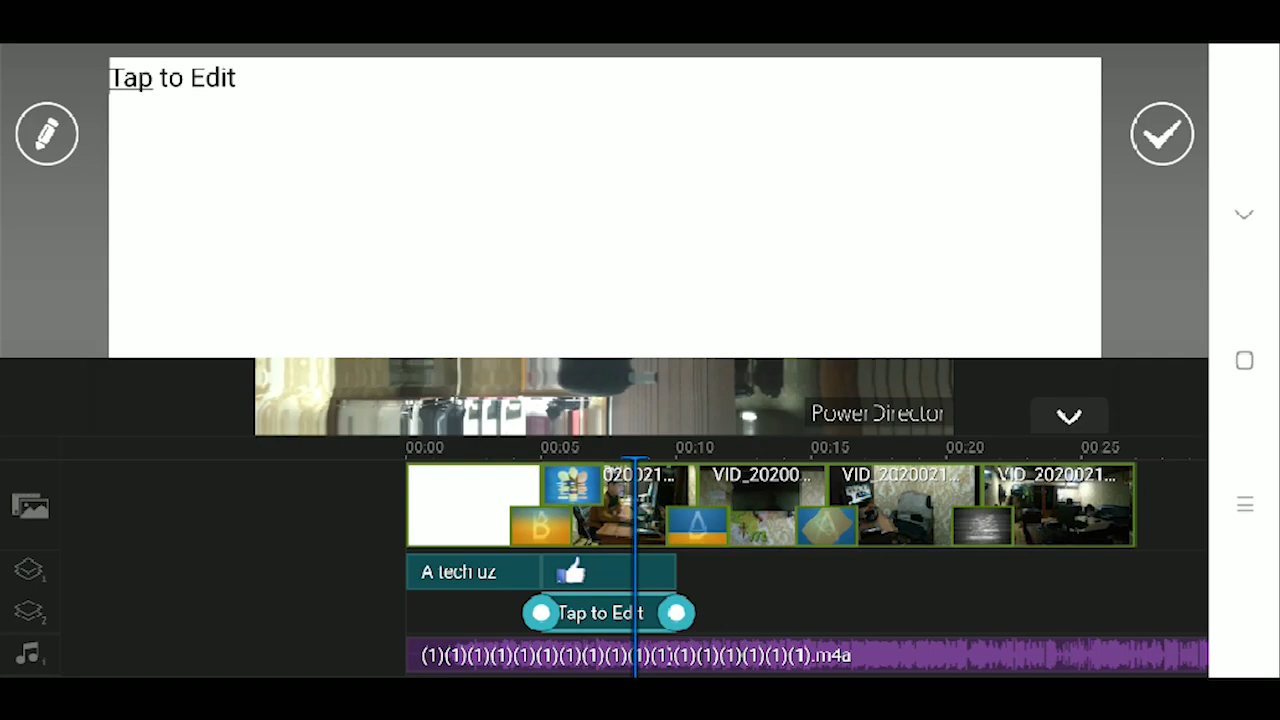 Tap to Edit
PowerDirector
00:00 00:05 00:10 00:15 00:20 00:25
020021... VID_20200... VID_2020021... VID_2020021...
B A A
A tech uz
Tap to Edit
(1)(1)(1)(1)(1)(1)(1)(1)(1)(1)(1)(1)(1)(1)(1)(1)(1).m4a